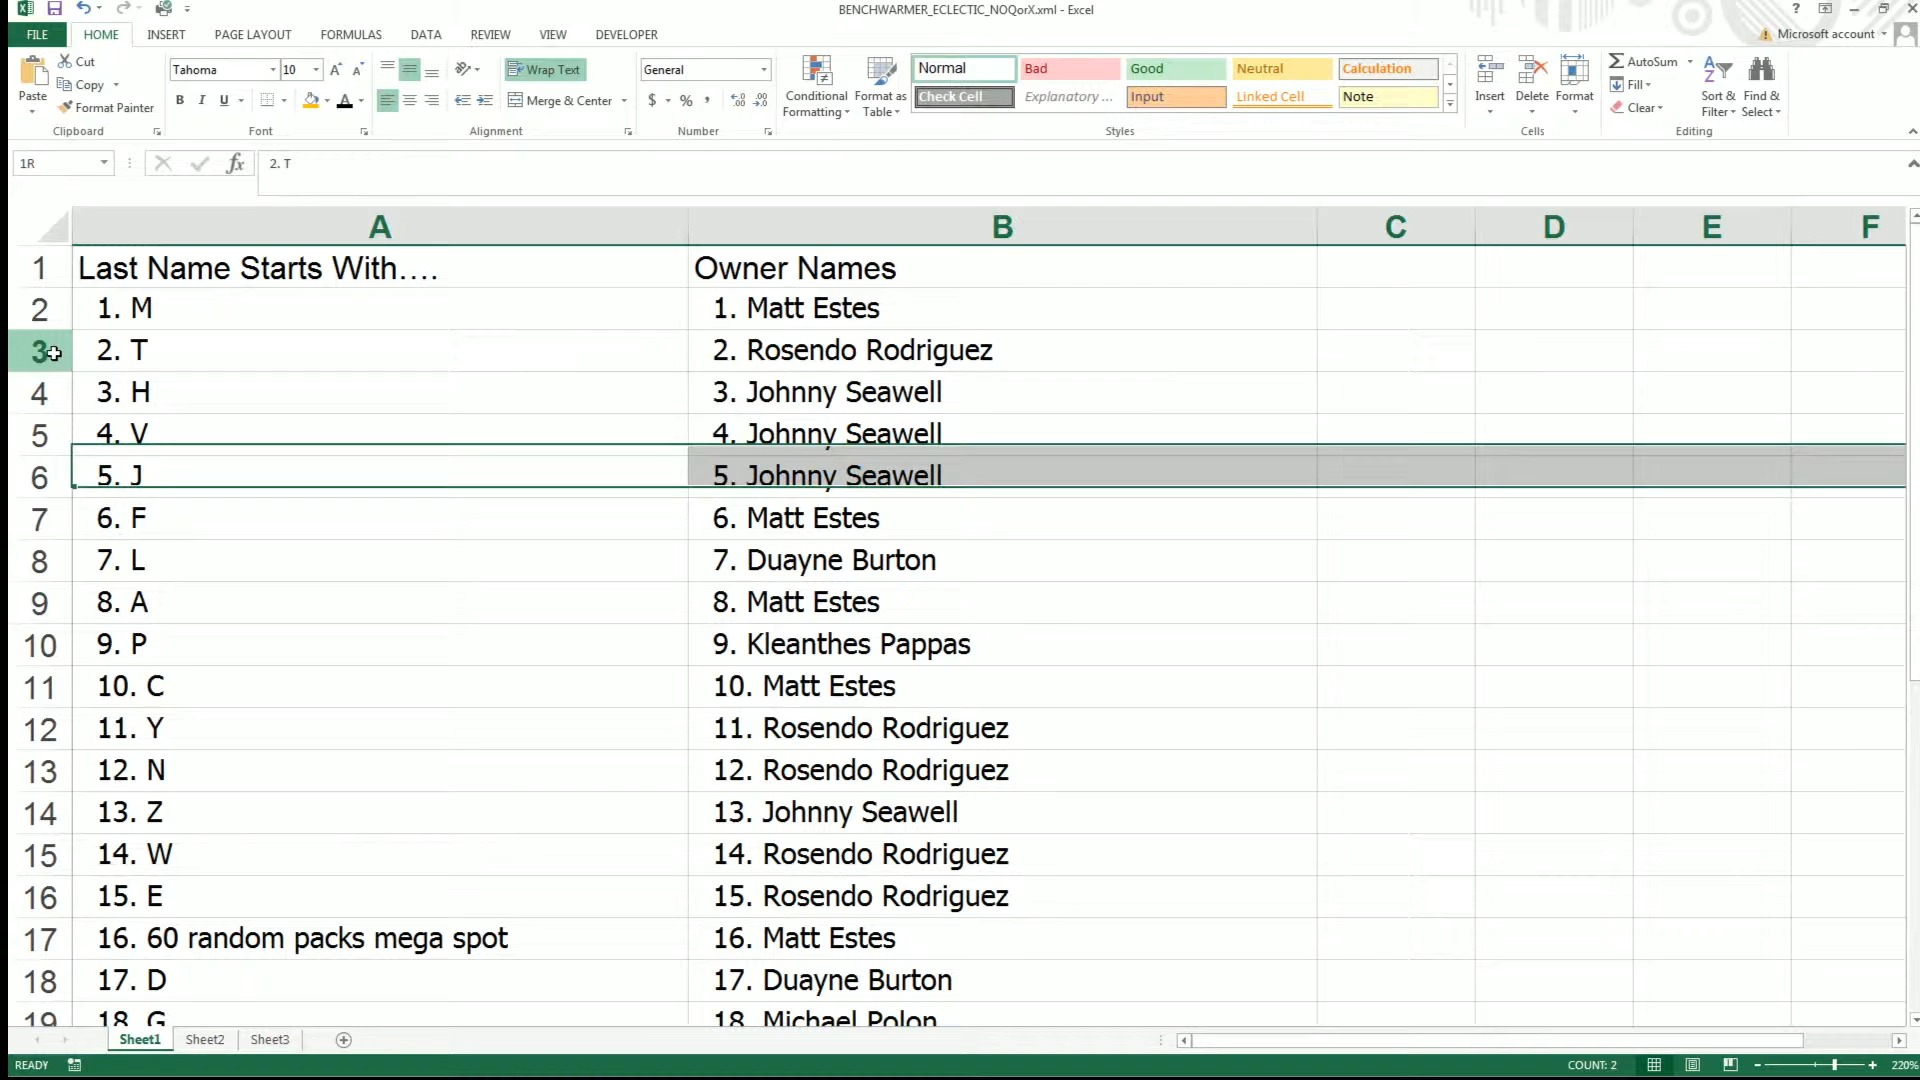 BENCHWARMER_ECLECTIC_NOQorX.xml - Excel
?
FILE HOME INSERT PAGE LAYOUT FORMULAS DATA REVIEW VIEW DEVELOPER Microsoft account
Paste
Cut
Copy
Format Painter
Clipboard
Tahoma 10
B I U
Font
Wrap Text
Merge & Center
Alignment
General
$ % ,
Number
Conditional Formatting
Format as Table
Normal Bad Good Neutral Calculation
Check Cell Explanatory ... Input Linked Cell Note
Styles
Insert Delete Format
Cells
AutoSum
Fill
Clear
Sort & Filter
Find & Select
Editing
1R fx 2. T
A B C D E F
1 Last Name Starts With.... Owner Names
2 1. M 1. Matt Estes
3 2. T 2. Rosendo Rodriguez
4 3. H 3. Johnny Seawell
5 4. V 4. Johnny Seawell
6 5. J 5. Johnny Seawell
7 6. F 6. Matt Estes
8 7. L 7. Duayne Burton
9 8. A 8. Matt Estes
10 9. P 9. Kleanthes Pappas
11 10. C 10. Matt Estes
12 11. Y 11. Rosendo Rodriguez
13 12. N 12. Rosendo Rodriguez
14 13. Z 13. Johnny Seawell
15 14. W 14. Rosendo Rodriguez
16 15. E 15. Rosendo Rodriguez
17 16. 60 random packs mega spot 16. Matt Estes
18 17. D 17. Duayne Burton
19 18. G 18. Michael Polon
Sheet1 Sheet2 Sheet3
READY COUNT: 2 220%